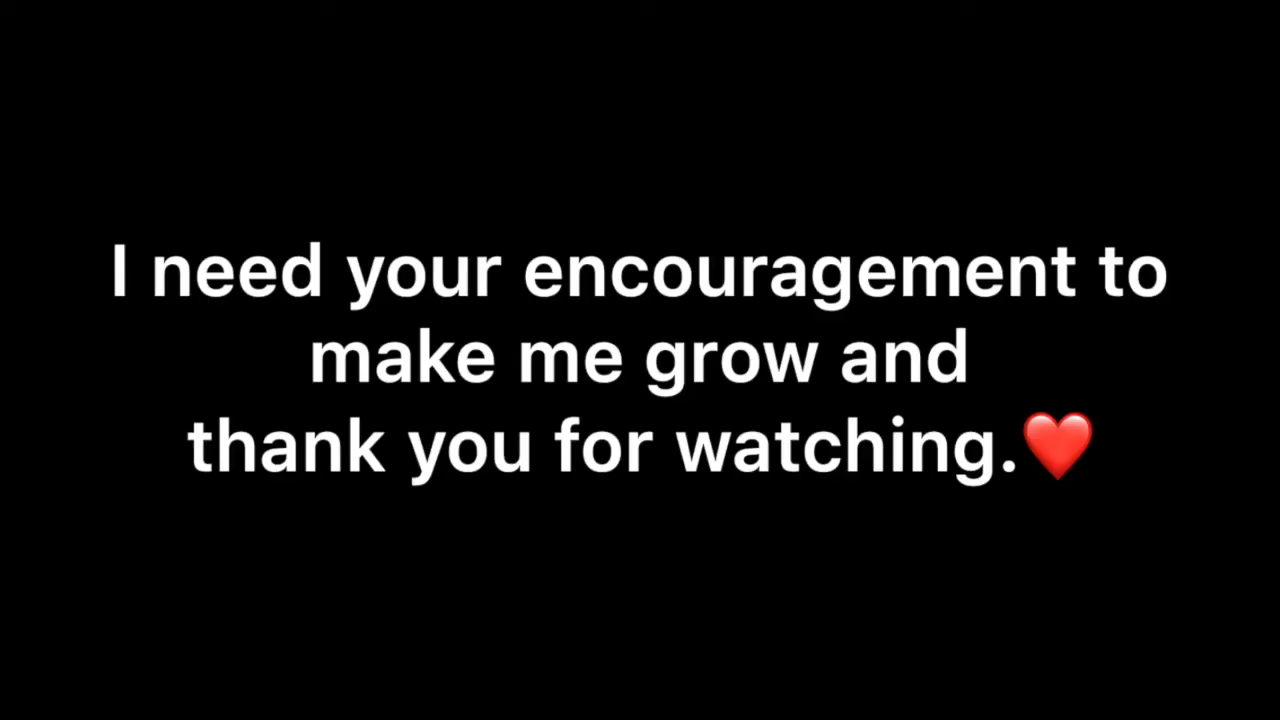 I need your encouragement to
make me grow and
thank you for watching.❤️